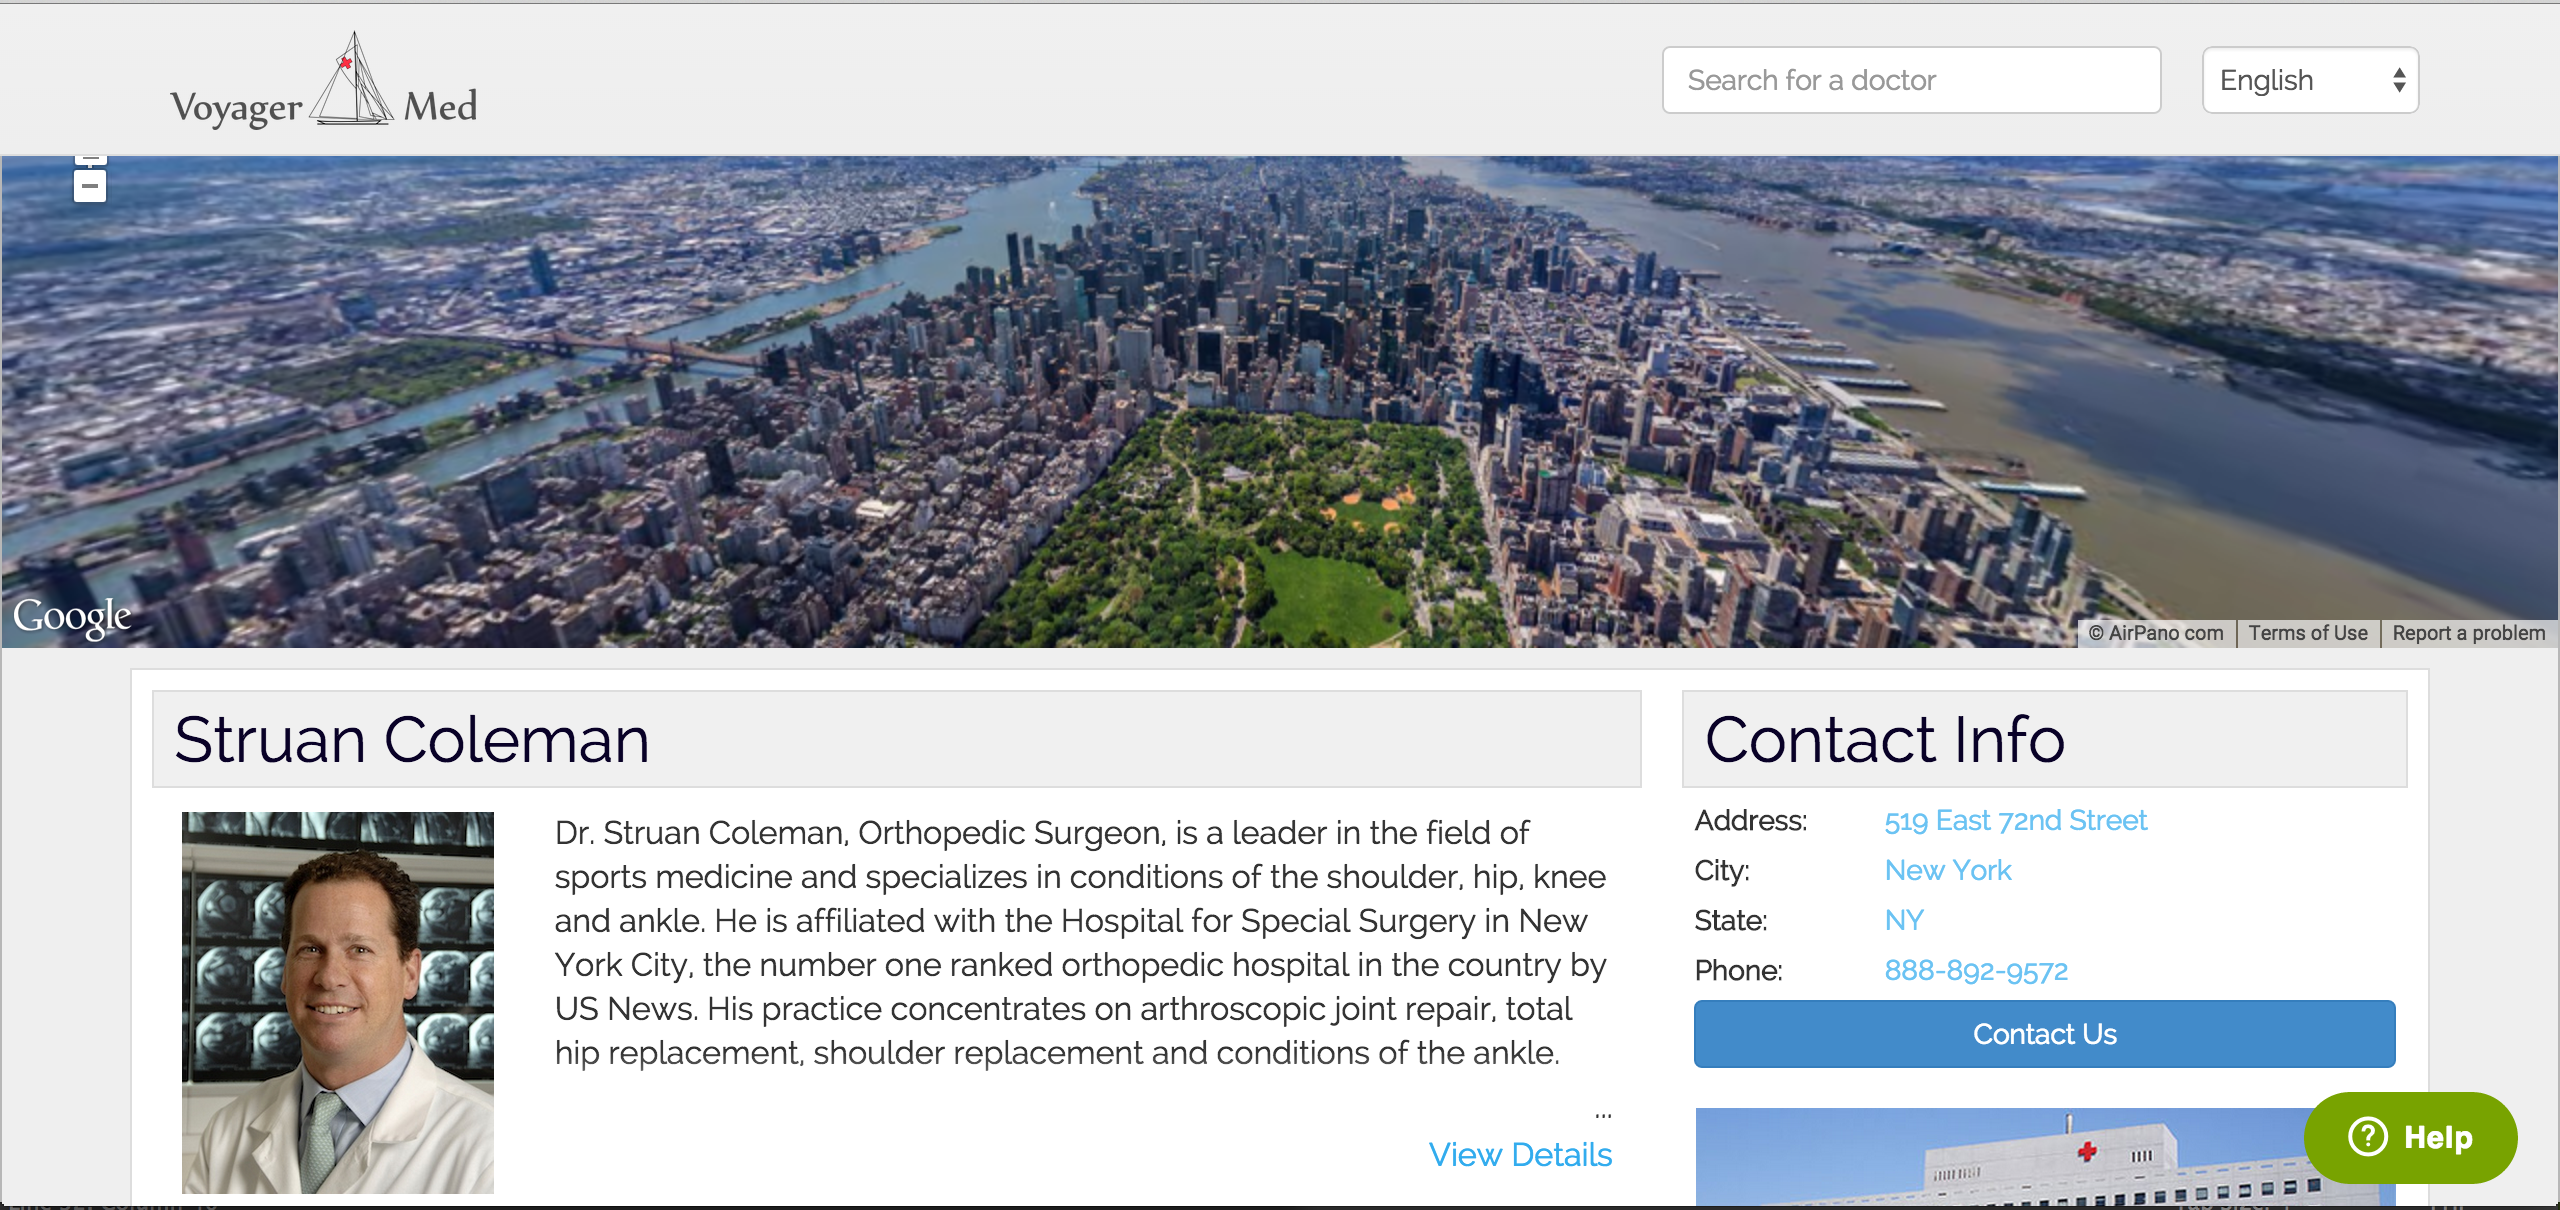 Voyager Med
Search for a doctor
English
Google
© AirPano com
Terms of Use
Report a problem
Struan Coleman
Dr. Struan Coleman, Orthopedic Surgeon, is a leader in the field of
sports medicine and specializes in conditions of the shoulder, hip, knee
and ankle. He is affiliated with the Hospital for Special Surgery in New
York City, the number one ranked orthopedic hospital in the country by
US News. His practice concentrates on arthroscopic joint repair, total
hip replacement, shoulder replacement and conditions of the ankle.
...
View Details
Contact Info
Address: 519 East 72nd Street
City: New York
State: NY
Phone: 888-892-9572
Contact Us
Help